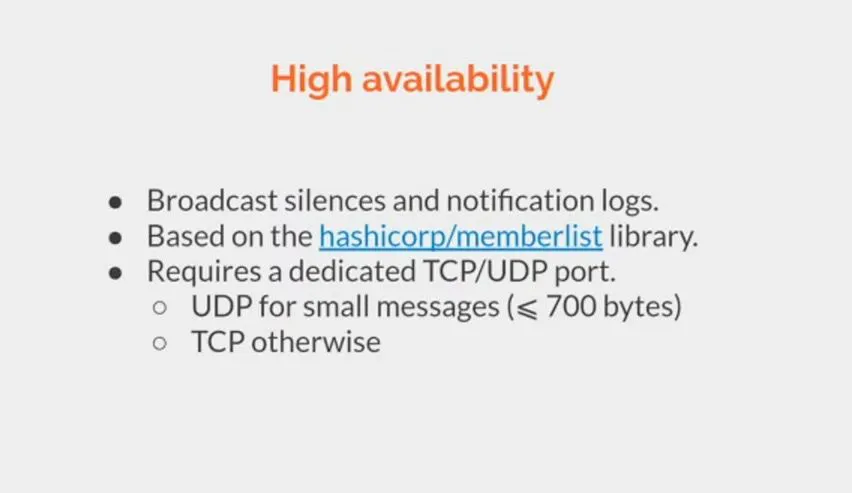 High availability
● Broadcast silences and notification logs.
● Based on the hashicorp/memberlist library.
● Requires a dedicated TCP/UDP port.
○ UDP for small messages (⩽ 700 bytes)
○ TCP otherwise